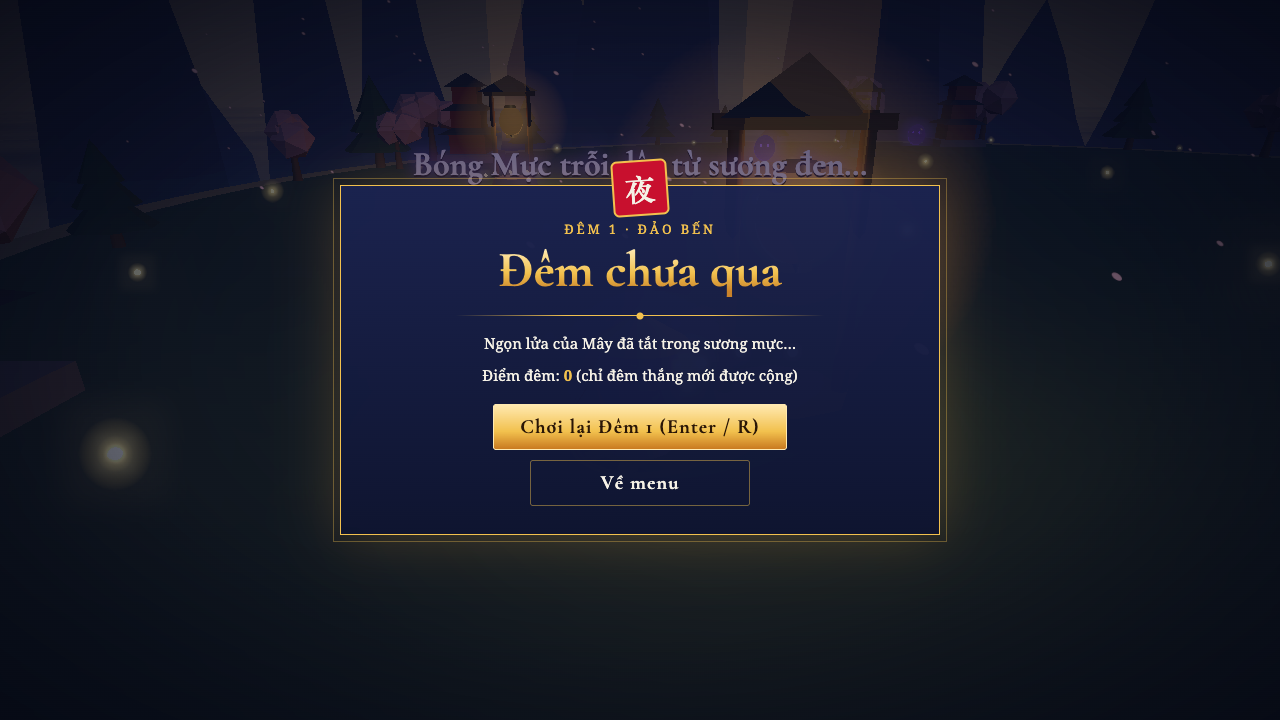 Bóng Mực trỗi dậy từ sương đen...
夜
ĐÊM 1 · ĐẢO BẾN
Đêm chưa qua
Ngọn lửa của Mây đã tắt trong sương mực...
Điểm đêm: 0 (chỉ đêm thắng mới được cộng)
Chơi lại Đêm 1 (Enter / R)
Về menu